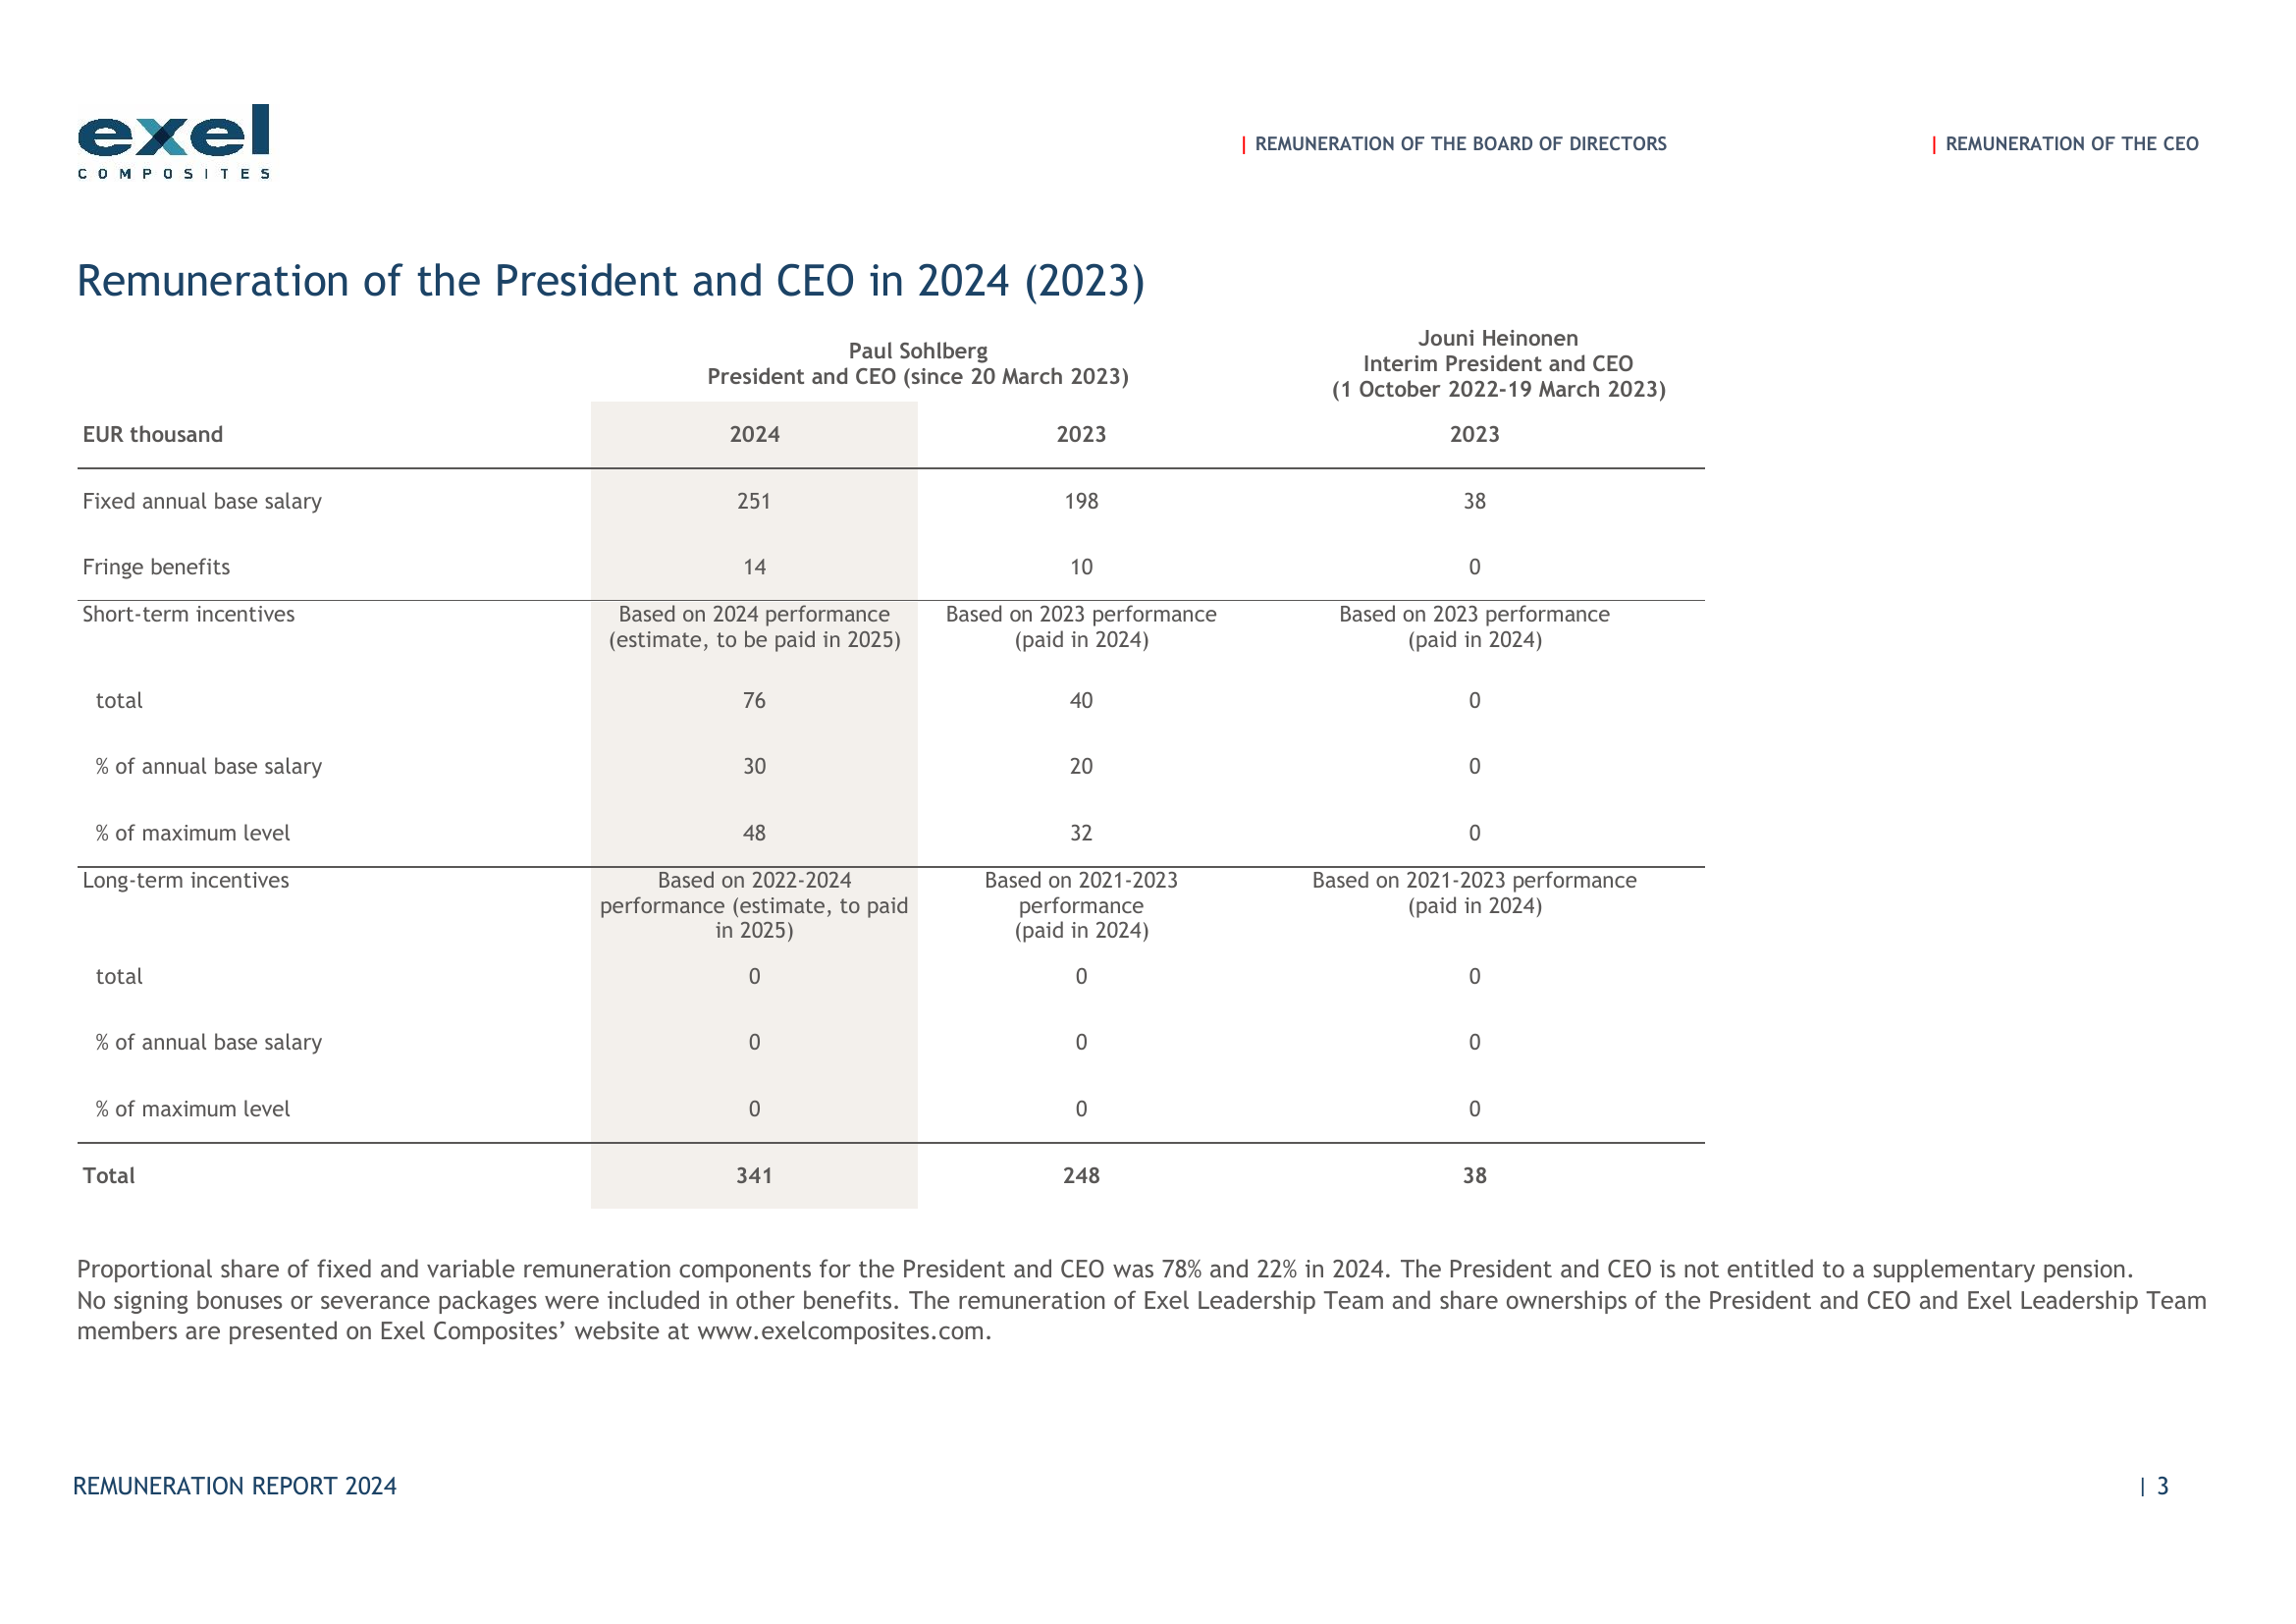 exel
COMPOSITES
| REMUNERATION OF THE BOARD OF DIRECTORS | REMUNERATION OF THE CEO
Remuneration of the President and CEO in 2024 (2023)
Paul Sohlberg
President and CEO (since 20 March 2023)
Jouni Heinonen
Interim President and CEO
(1 October 2022-19 March 2023)
EUR thousand 2024 2023 2023
Fixed annual base salary 251 198 38
Fringe benefits 14 10 0
Short-term incentives Based on 2024 performance Based on 2023 performance Based on 2023 performance
(estimate, to be paid in 2025) (paid in 2024) (paid in 2024)
total 76 40 0
% of annual base salary 30 20 0
% of maximum level 48 32 0
Long-term incentives Based on 2022-2024 Based on 2021-2023 Based on 2021-2023 performance
performance (estimate, to paid performance (paid in 2024)
in 2025) (paid in 2024)
total 0 0 0
% of annual base salary 0 0 0
% of maximum level 0 0 0
Total 341 248 38
Proportional share of fixed and variable remuneration components for the President and CEO was 78% and 22% in 2024. The President and CEO is not entitled to a supplementary pension.
No signing bonuses or severance packages were included in other benefits. The remuneration of Exel Leadership Team and share ownerships of the President and CEO and Exel Leadership Team
members are presented on Exel Composites’ website at www.exelcomposites.com.
REMUNERATION REPORT 2024 | 3